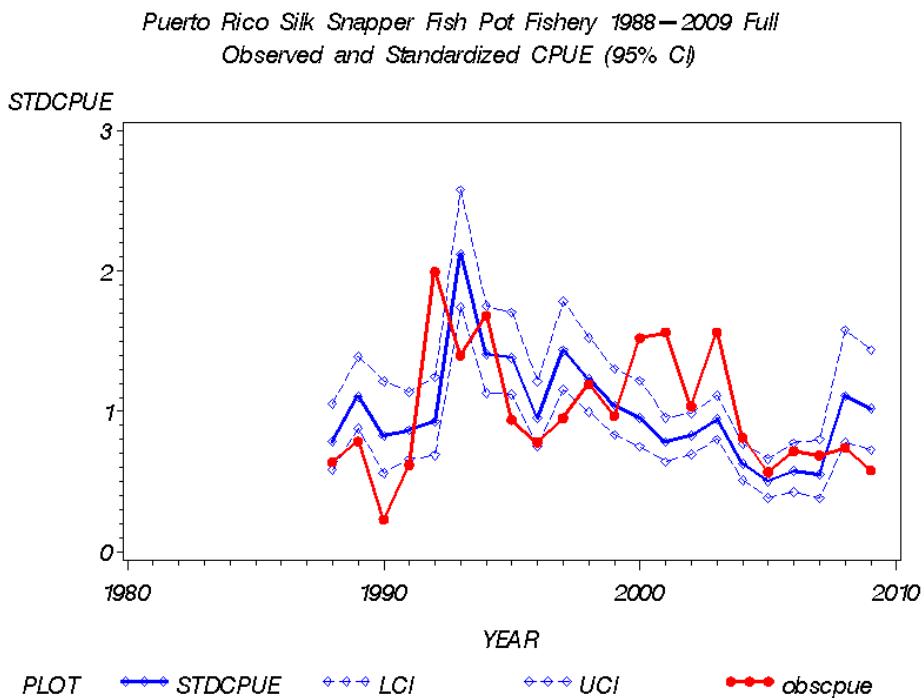 Puerto Rico Silk Snapper Fish Pot Fishery 1988—2009 Full
Observed and Standardized CPUE (95% CI)
STDCPUE
3
2
1
0
1980 1990 2000 2010
YEAR
PLOT STDCPUE LCI UCI obscpue